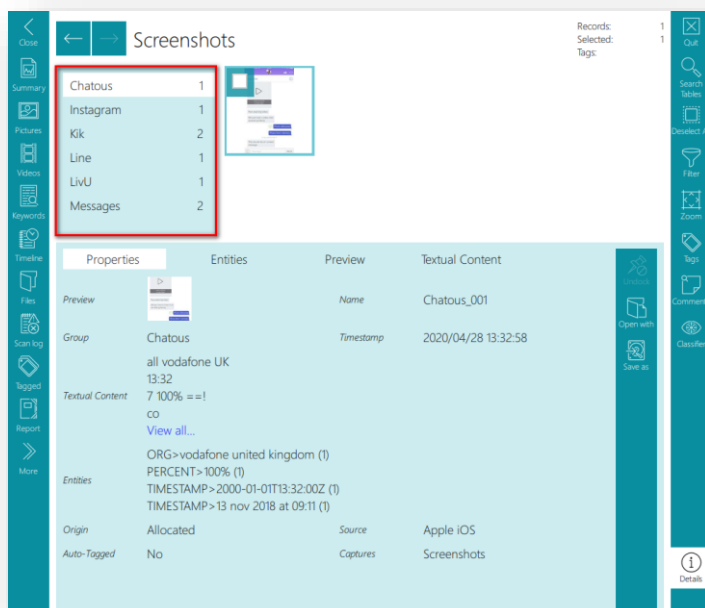 Close
Summary
Pictures
Videos
Keywords
Timeline
Files
Scan log
Tagged
Report
More
Screenshots
Records: 1
Selected: 1
Tags:
Chatous 1
Instagram 1
Kik 2
Line 1
LivU 1
Messages 2
Properties Entities Preview Textual Content
Preview
Name Chatous_001
Group Chatous
Timestamp 2020/04/28 13:32:58
Textual Content
all vodafone UK
13:32
7 100% ==!
co
View all...
Entities
ORG>vodafone united kingdom (1)
PERCENT>100% (1)
TIMESTAMP>2000-01-01T13:32:00Z (1)
TIMESTAMP>13 nov 2018 at 09:11 (1)
Origin Allocated
Source Apple iOS
Auto-Tagged No
Captures Screenshots
Undock
Open with
Save as
Quit
Search
Tables
Deselect A
Filter
Zoom
Tags
Comment
Classifier
Details